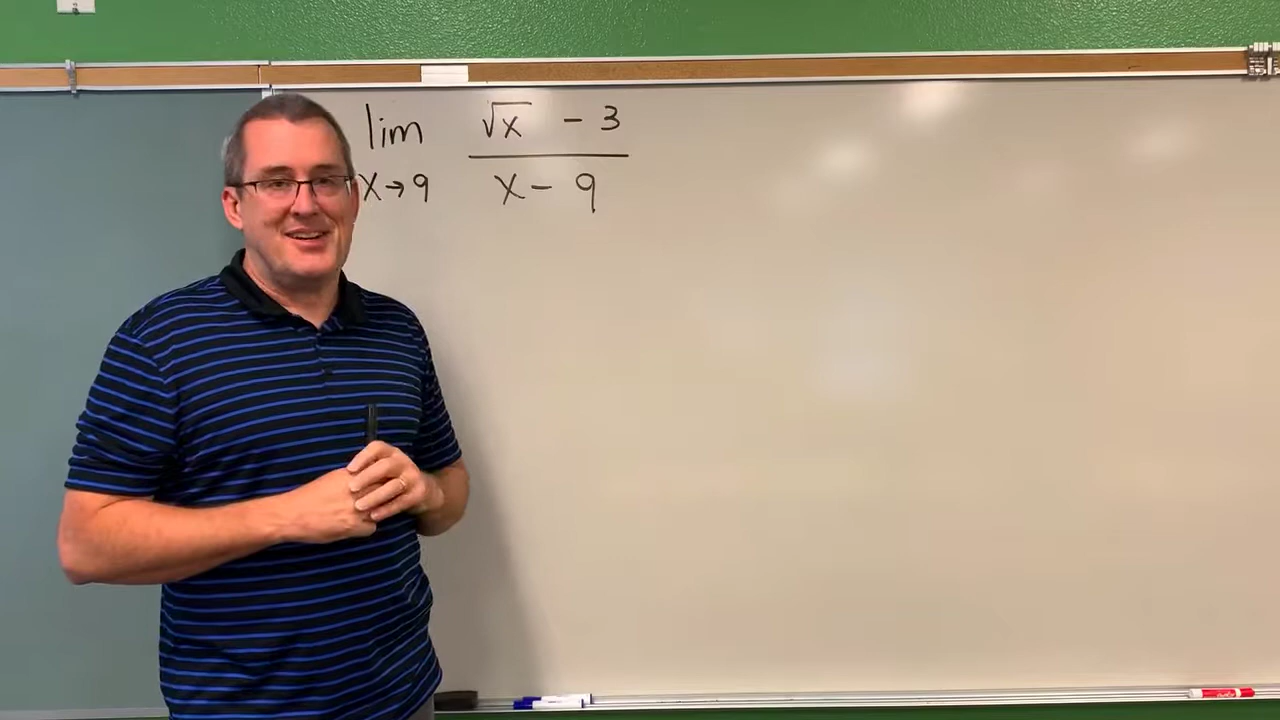 lim √x - 3
x→9 x - 9